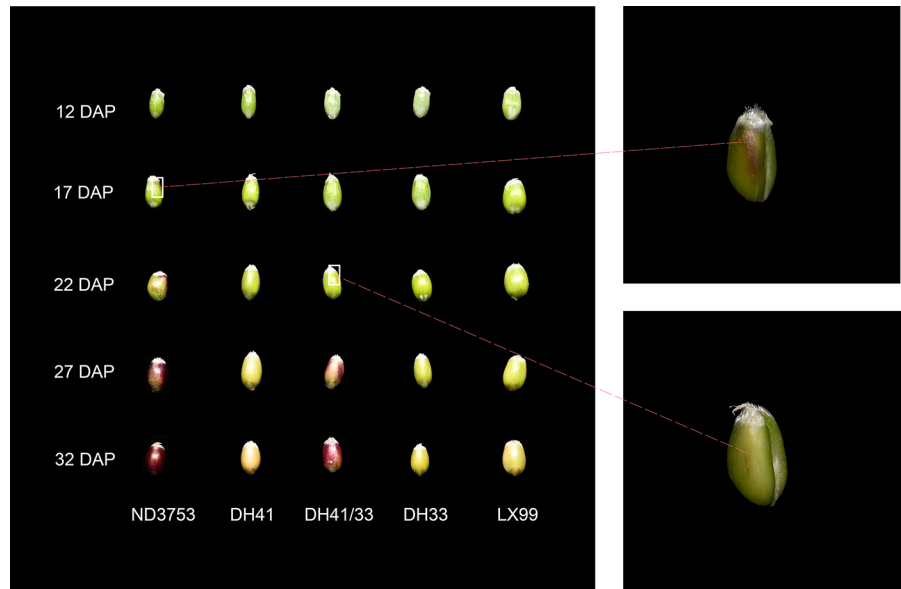 12 DAP
17 DAP
22 DAP
27 DAP
32 DAP
ND3753 DH41 DH41/33 DH33 LX99